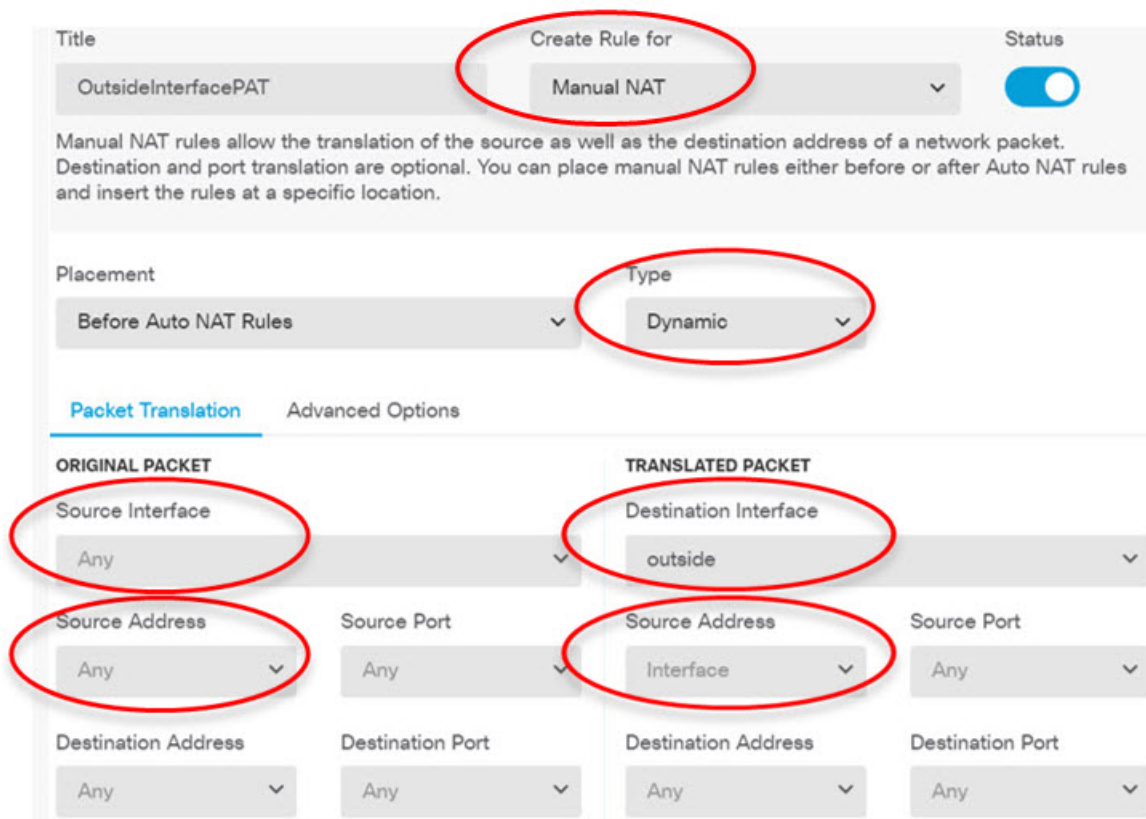 Title Create Rule for Status
OutsideInterfacePAT Manual NAT
Manual NAT rules allow the translation of the source as well as the destination address of a network packet.
Destination and port translation are optional. You can place manual NAT rules either before or after Auto NAT rules
and insert the rules at a specific location.
Placement Type
Before Auto NAT Rules Dynamic
Packet Translation Advanced Options
ORIGINAL PACKET TRANSLATED PACKET
Source Interface Destination Interface
Any outside
Source Address Source Port Source Address Source Port
Any Any Interface Any
Destination Address Destination Port Destination Address Destination Port
Any Any Any Any